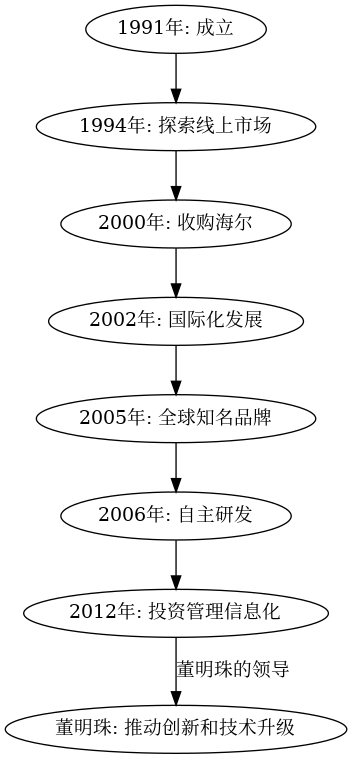 1991年: 成立
1994年: 探索线上市场
2000年: 收购海尔
2002年: 国际化发展
2005年: 全球知名品牌
2006年: 自主研发
2012年: 投资管理信息化
董明珠的领导
董明珠: 推动创新和技术升级